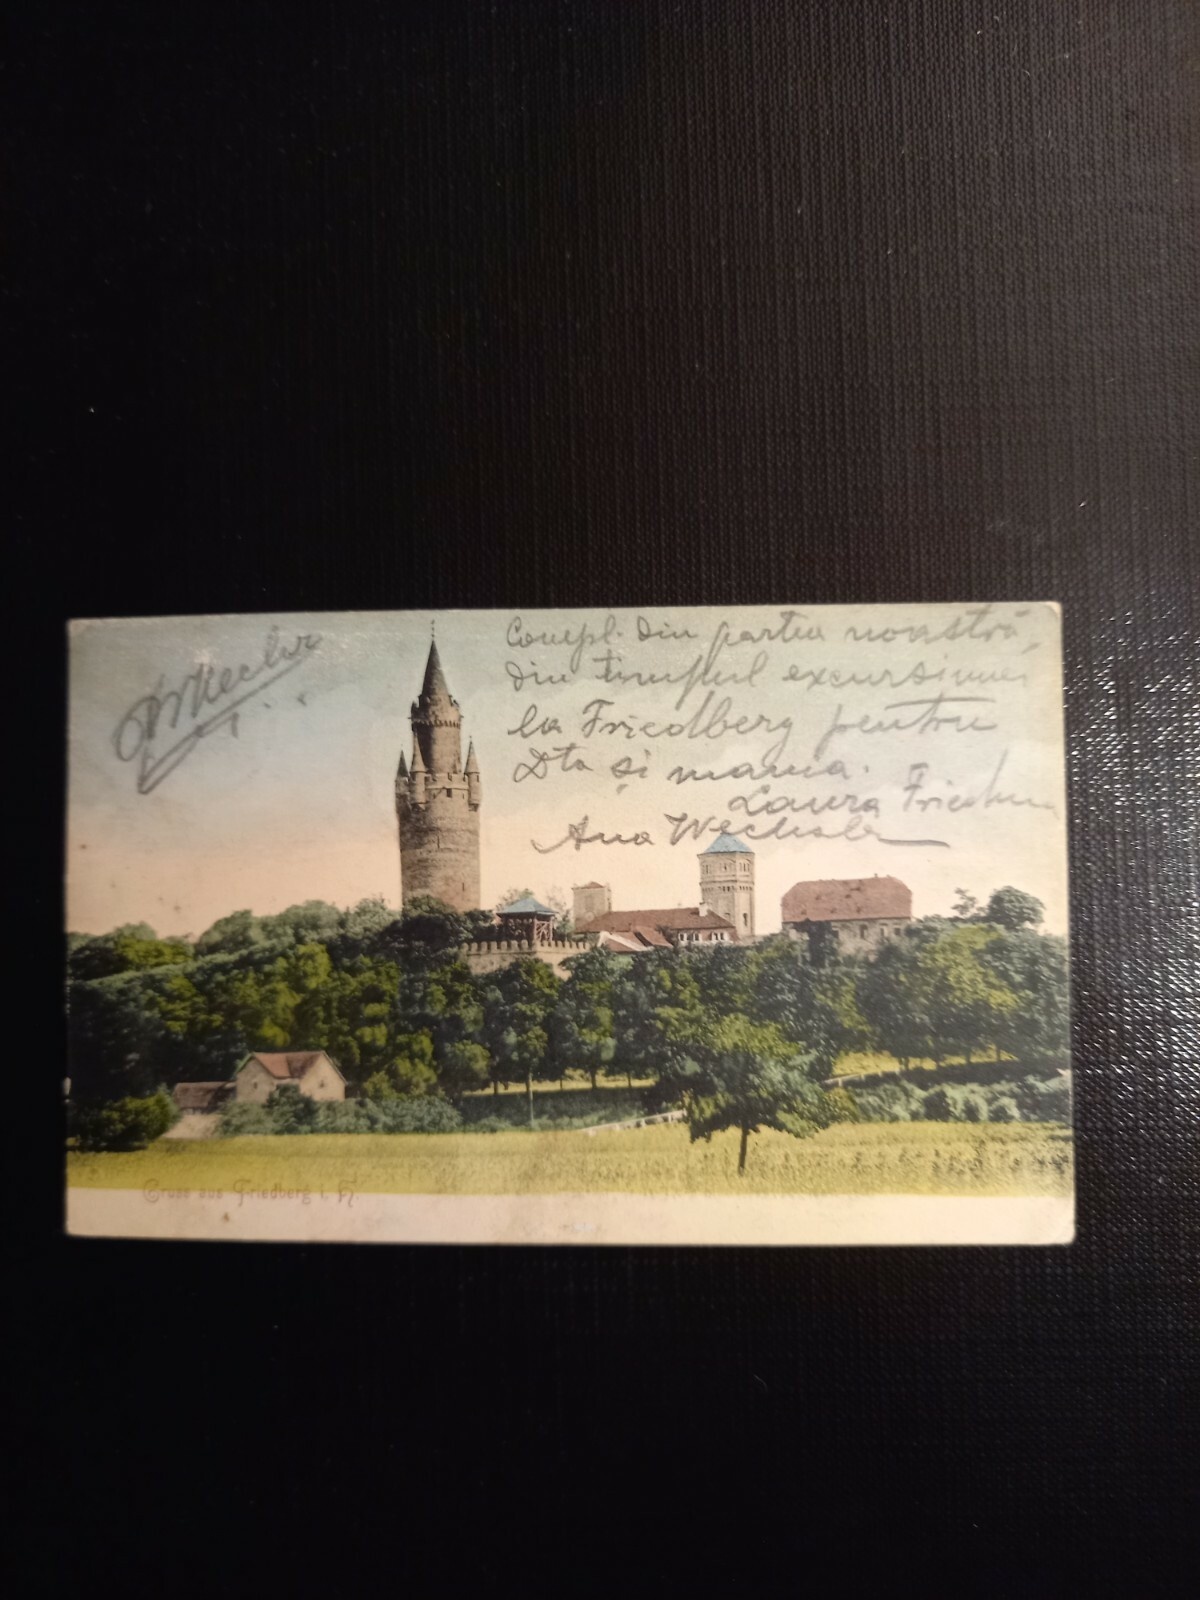 Compl. din partea noastră,
din timpul excursiunei
la Friedberg pentru
Dta și mama.
Laura
Ana Wechsler
Gruss aus Friedberg i. H.